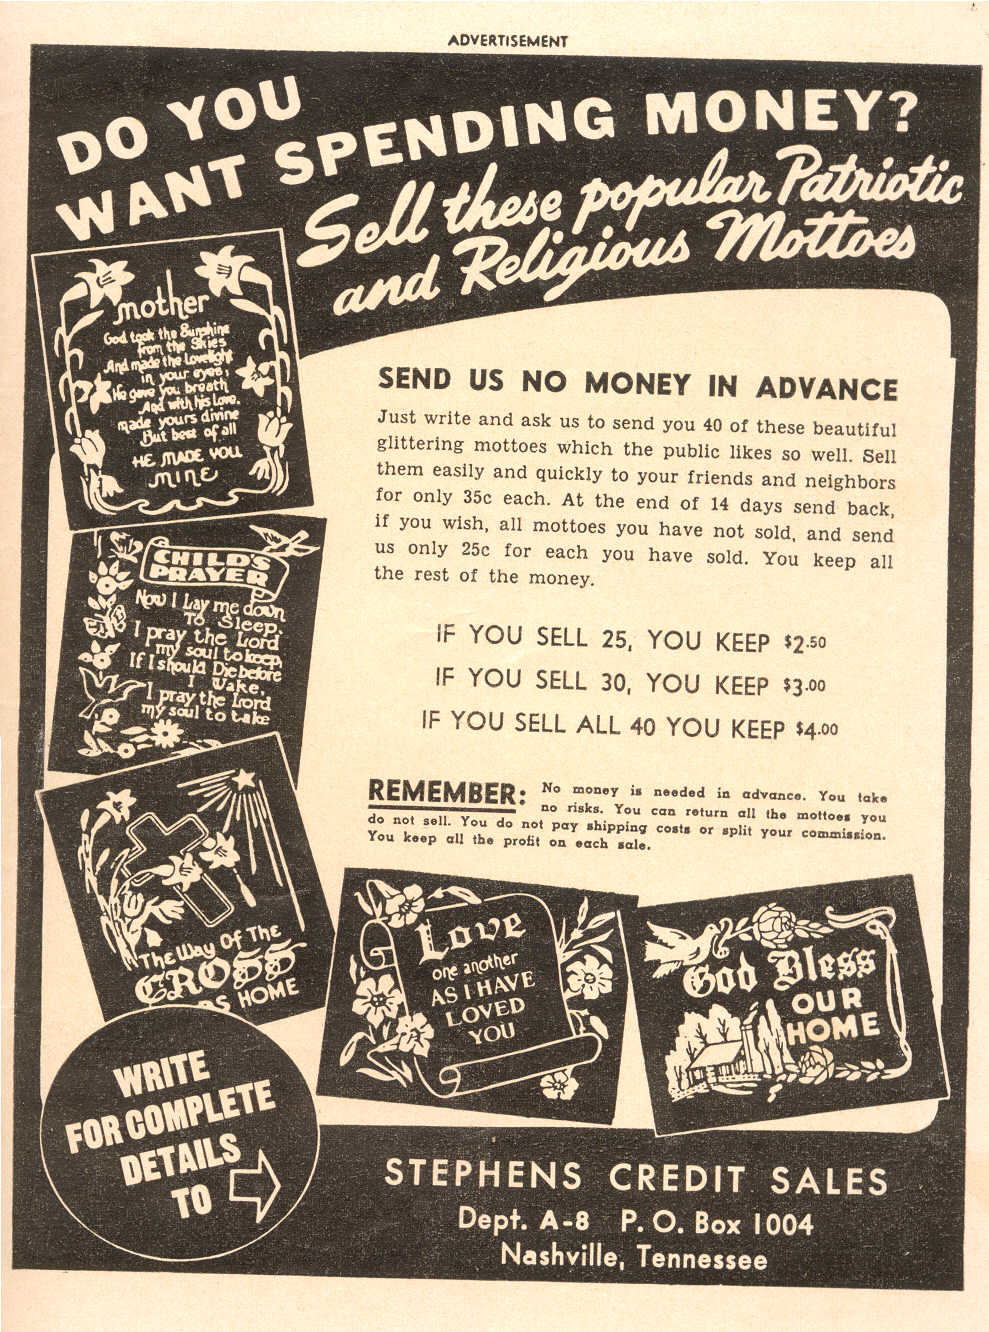 ADVERTISEMENT
DO YOU
WANT SPENDING MONEY?
Sell these popular Patriotic
and Religious Mottoes
mother
God took the Sunshine
from the Skies
And made the Lovelight
in your eyes;
He gave you breath
And with his Love,
made yours divine
But best of all
HE MADE YOU
MINE
CHILD'S
PRAYER
Now I Lay me down
To Sleep.
I pray the Lord
my soul to keep,
If I should Die before
I Wake,
I pray the Lord
my soul to take
The Way Of The
CROSS
HOME
SEND US NO MONEY IN ADVANCE
Just write and ask us to send you 40 of these beautiful
glittering mottoes which the public likes so well. Sell
them easily and quickly to your friends and neighbors
for only 35c each. At the end of 14 days send back,
if you wish, all mottoes you have not sold, and send
us only 25c for each you have sold. You keep all
the rest of the money.
IF YOU SELL 25, YOU KEEP $2.50
IF YOU SELL 30, YOU KEEP $3.00
IF YOU SELL ALL 40 YOU KEEP $4.00
REMEMBER: No money is needed in advance. You take
no risks. You can return all the mottoes you
do not sell. You do not pay shipping costs or split your commission.
You keep all the profit on each sale.
Love
one another
AS I HAVE
LOVED
YOU
God Bless
OUR
HOME
WRITE
FOR COMPLETE
DETAILS
TO
STEPHENS CREDIT SALES
Dept. A-8 P. O. Box 1004
Nashville, Tennessee